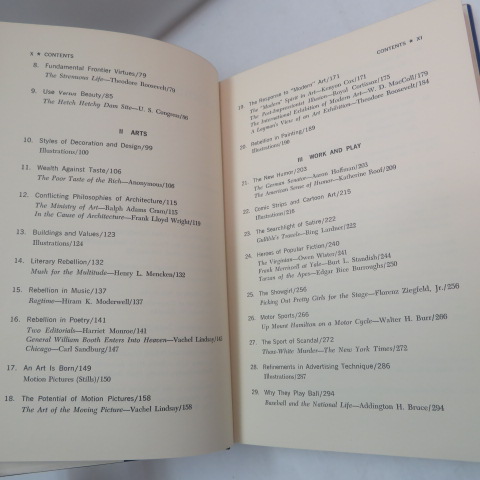 X ★ CONTENTS
8. Fundamental Frontier Virtues/79
The Strenuous Life—Theodore Roosevelt/79
9. Use Versus Beauty/85
The Hetch Hetchy Dam Site—U. S. Congress/86
II ARTS
10. Styles of Decoration and Design/99
Illustrations/100
11. Wealth Against Taste/106
The Poor Taste of the Rich—Anonymous/106
12. Conflicting Philosophies of Architecture/115
The Ministry of Art—Ralph Adams Cram/115
In the Cause of Architecture—Frank Lloyd Wright/119
13. Buildings and Values/123
Illustrations/124
14. Literary Rebellion/132
Mush for the Multitude—Henry L. Mencken/132
15. Rebellion in Music/137
Ragtime—Hiram K. Moderwell/137
16. Rebellion in Poetry/141
Two Editorials—Harriet Monroe/141
General William Booth Enters Into Heaven—Vachel Lindsay/145
Chicago—Carl Sandburg/147
17. An Art Is Born/149
Motion Pictures (Stills)/150
18. The Potential of Motion Pictures/158
The Art of the Moving Picture—Vachel Lindsay/158
CONTENTS ★ XI
19. The Response to "Modern" Art/171
The "Modern" Spirit in Art—Kenyon Cox/171
The Post-Impressionist Illusion—Royal Cortissoz/175
The International Exhibition of Modern Art—W. D. MacColl/179
A Layman's View of an Art Exhibition—Theodore Roosevelt/184
20. Rebellion in Painting/189
Illustrations/190
III WORK AND PLAY
21. The New Humor/203
The German Senator—Aaron Hoffman/203
The American Sense of Humor—Katherine Roof/209
22. Comic Strips and Cartoon Art/215
Illustrations/216
23. The Searchlight of Satire/222
Gullible's Travels—Ring Lardner/222
24. Heroes of Popular Fiction/240
The Virginian—Owen Wister/241
Frank Merriwell at Yale—Burt L. Standish/244
Tarzan of the Apes—Edgar Rice Burroughs/250
25. The Showgirl/256
Picking Out Pretty Girls for the Stage—Florenz Ziegfeld, Jr./256
26. Motor Sports/266
Up Mount Hamilton on a Motor Cycle—Walter H. Burr/266
27. The Sport of Scandal/272
Thaw-White Murder—The New York Times/272
28. Refinements in Advertising Technique/286
Illustrations/287
29. Why They Play Ball/294
Baseball and the National Life—Addington H. Bruce/294